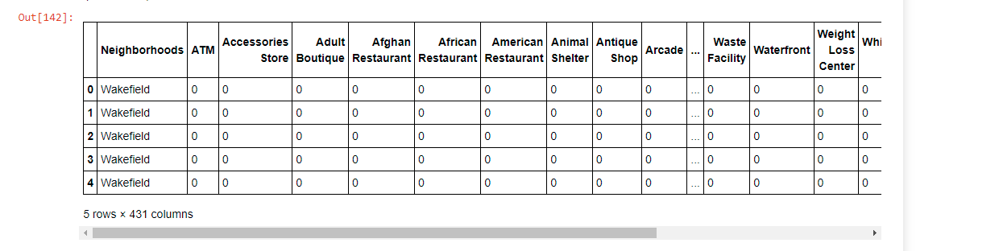 Out[142]:
Neighborhoods ATM Accessories Store Adult Boutique Afghan Restaurant African Restaurant American Restaurant Animal Shelter Antique Shop Arcade ... Waste Facility Waterfront Weight Loss Center Whi
0 Wakefield 0 0 0 0 0 0 0 0 0 ... 0 0 0 0
1 Wakefield 0 0 0 0 0 0 0 0 0 ... 0 0 0 0
2 Wakefield 0 0 0 0 0 0 0 0 0 ... 0 0 0 0
3 Wakefield 0 0 0 0 0 0 0 0 0 ... 0 0 0 0
4 Wakefield 0 0 0 0 0 0 0 0 0 ... 0 0 0 0
5 rows × 431 columns